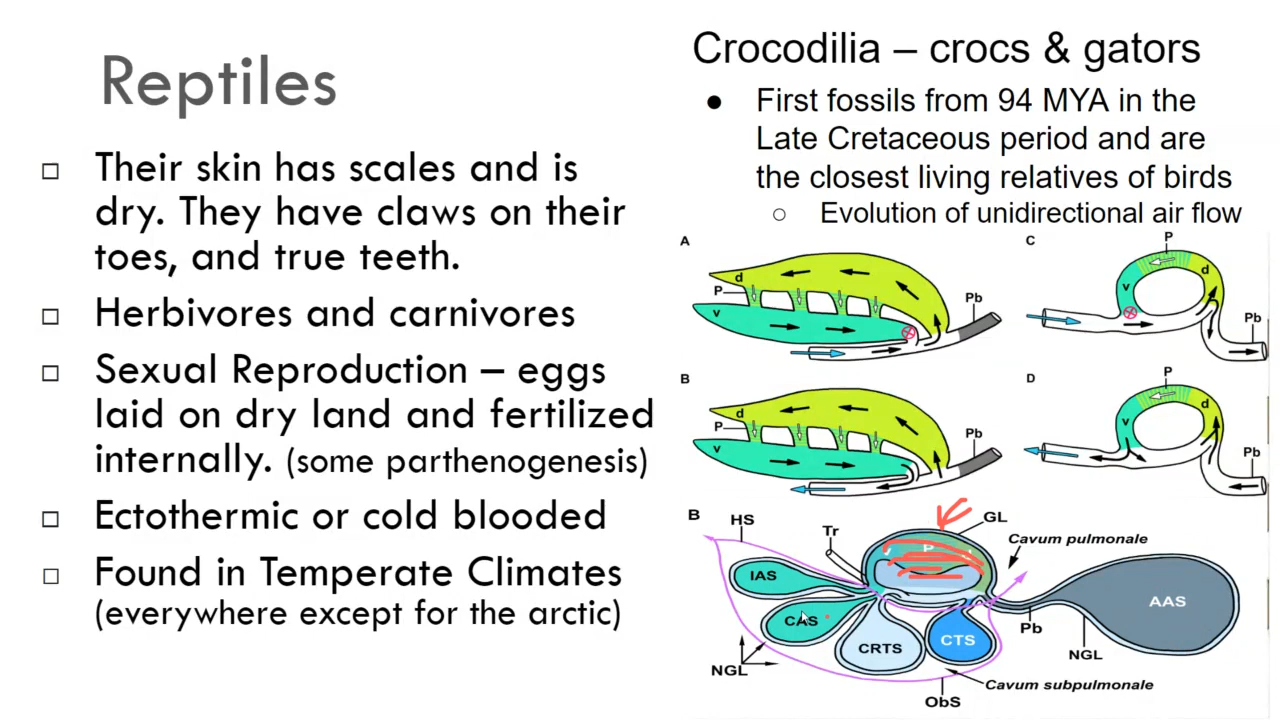 Reptiles
□ Their skin has scales and is
dry. They have claws on their
toes, and true teeth.
□ Herbivores and carnivores
□ Sexual Reproduction – eggs
laid on dry land and fertilized
internally. (some parthenogenesis)
□ Ectothermic or cold blooded
□ Found in Temperate Climates
(everywhere except for the arctic)
Crocodilia – crocs & gators
● First fossils from 94 MYA in the
Late Cretaceous period and are
the closest living relatives of birds
○ Evolution of unidirectional air flow
A
d
P
v
Pb
C
P
v
d
Pb
B
d
P
v
Pb
D
P
v
d
Pb
B
HS
Tr
GL
P
Cavum pulmonale
IAS
CAS
CRTS
CTS
AAS
Pb
NGL
NGL
ObS
Cavum subpulmonale